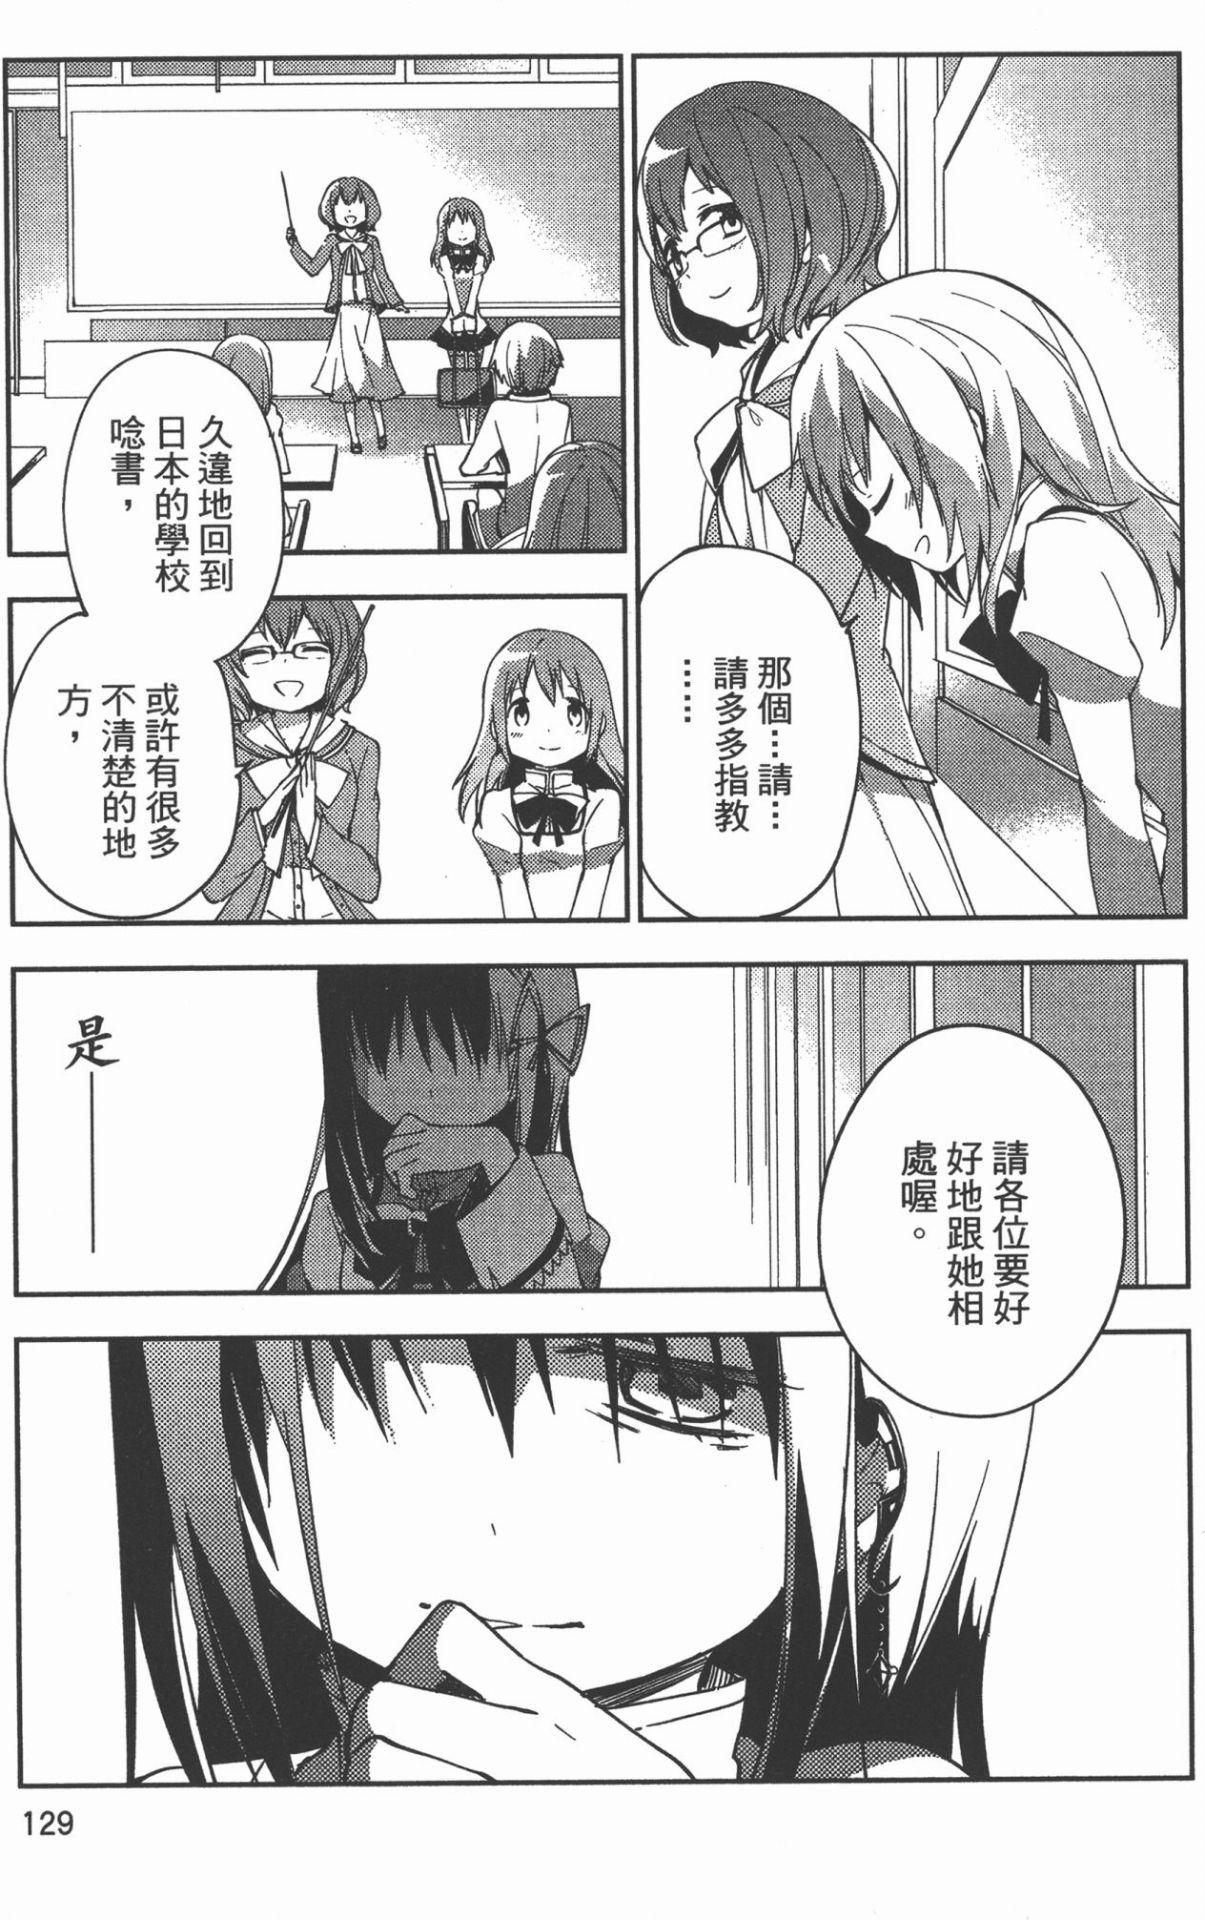 那個…請…
請多多指教
………
久違地回到
日本的學校
唸書，
或許有很多
不清楚的地
方，
請各位要好
好地跟她相
處喔。
是——
129